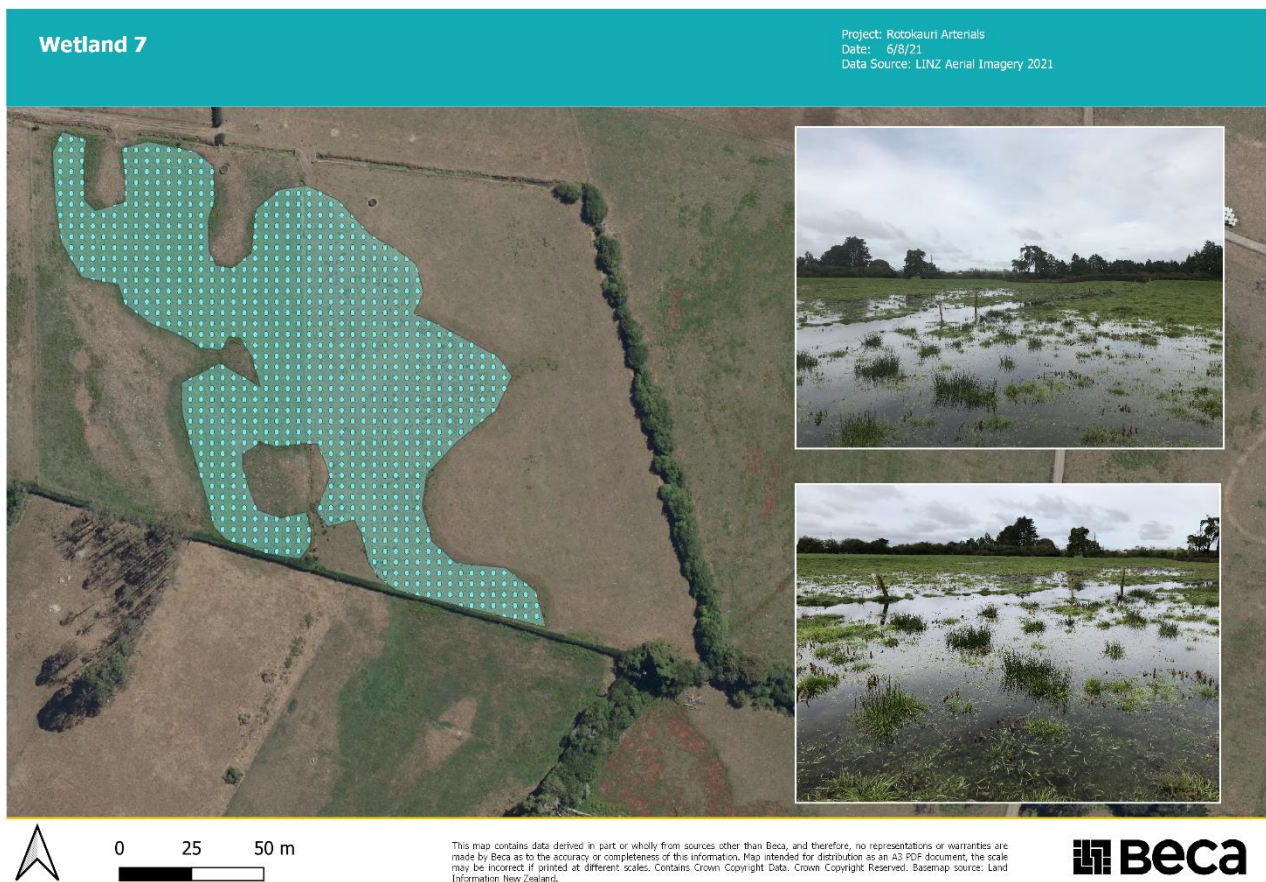 Wetland 7
Project: Rotokauri Arterials
Date: 6/8/21
Data Source: LINZ Aerial Imagery 2021
0 25 50 m
This map contains data derived in part or wholly from sources other than Beca, and therefore, no representations or warranties are
made by Beca as to the accuracy or completeness of this information. Map intended for distribution as an A3 PDF document, the scale
may be incorrect if printed at different scales. Contains Crown Copyright Data. Crown Copyright Reserved. Basemap source: Land
Information New Zealand.
Beca